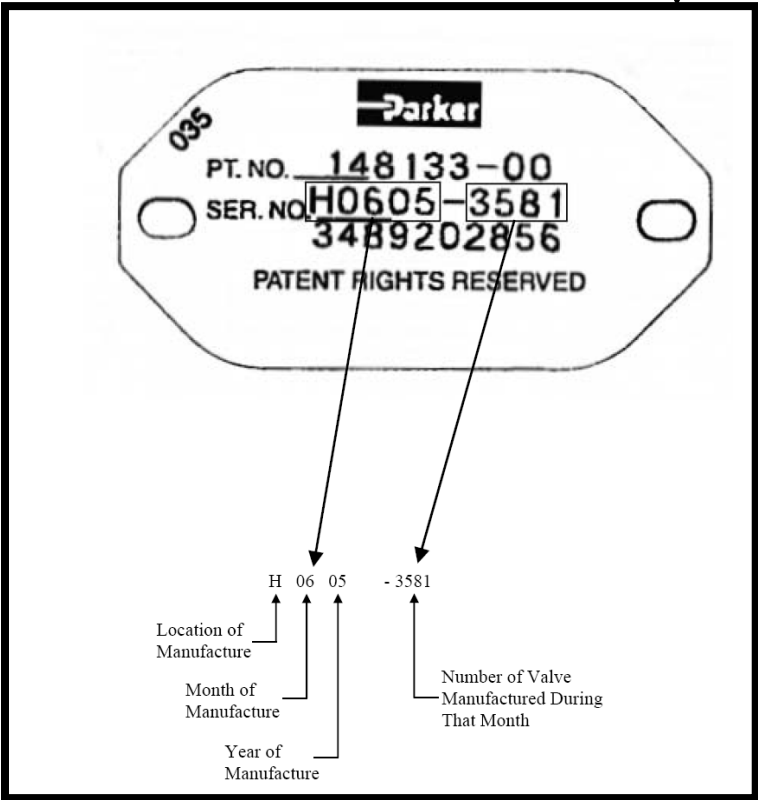 Parker
035
PT. NO. 148133-00
SER. NO. H0605-3581
3489202856
PATENT RIGHTS RESERVED
H 06 05 - 3581
Location of
Manufacture
Month of
Manufacture
Year of
Manufacture
Number of Valve
Manufactured During
That Month